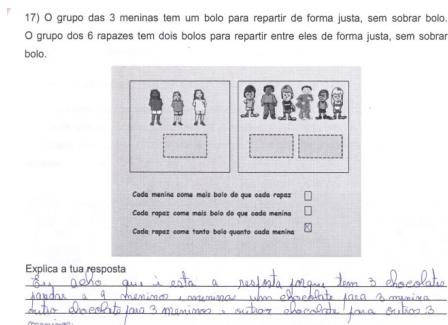 17) O grupo das 3 meninas tem um bolo para repartir de forma justa, sem sobrar bolo.
O grupo dos 6 rapazes tem dois bolos para repartir entre eles de forma justa, sem sobrar
bolo.
Cada menina come mais bolo do que cada rapaz
Cada rapaz come mais bolo do que cada menina
Cada rapaz come tanto bolo quanto cada menina
Explica a tua resposta
Eu acho que é esta a resposta porque tem 3 chocolates
para a 9 meninos e meninas um chocolate para 3 menina
outro chocolate para 3 meninos e outros chocolate para outros 3
meninos